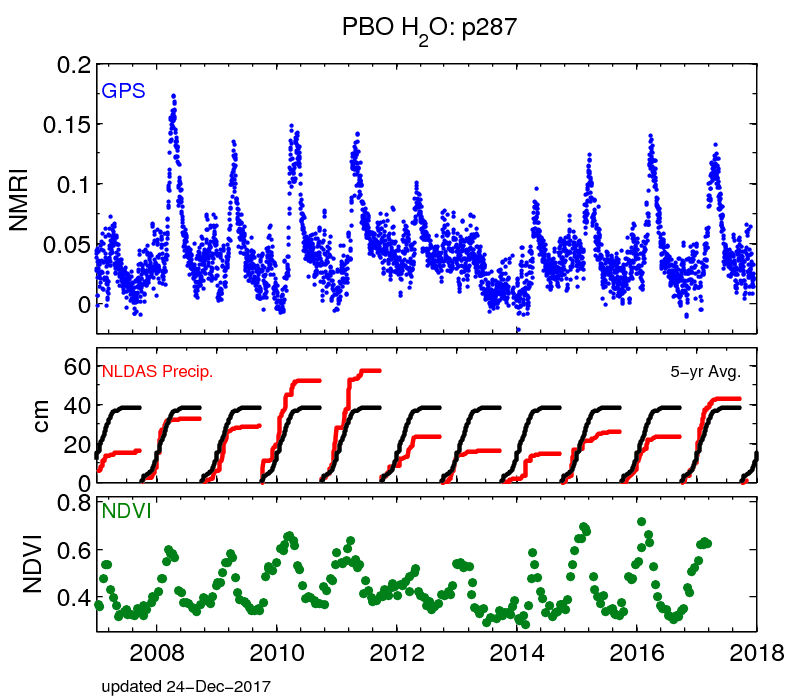 PBO H2O: p287
0.2
GPS
0.15
0.1
NMRI
0.05
0
60
NLDAS Precip.
5-yr Avg.
40
cm
20
0
0.8
NDVI
0.6
NDVI
0.4
2008 2010 2012 2014 2016 2018
updated 24-Dec-2017